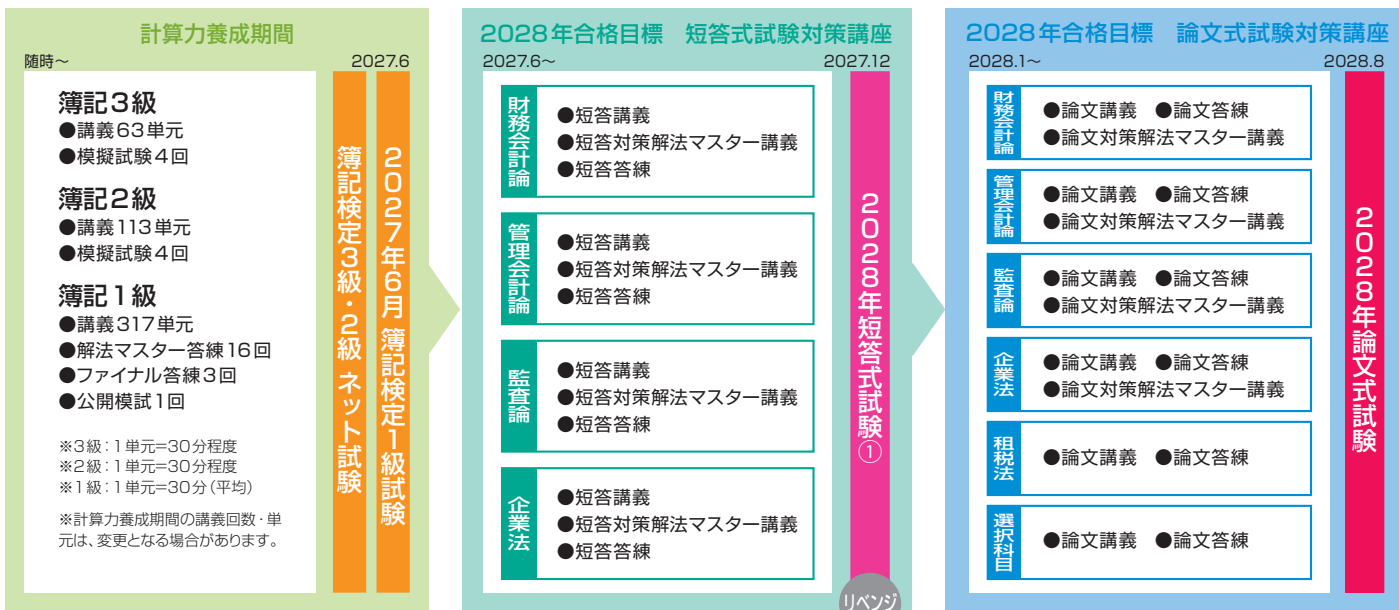 計算力養成期間
随時～
2027.6
簿記3級
●講義63単元
●模擬試験4回
簿記2級
●講義113単元
●模擬試験4回
簿記1級
●講義317単元
●解法マスター答練16回
●ファイナル答練3回
●公開模試1回
※3級：1単元=30分程度
※2級：1単元=30分程度
※1級：1単元=30分（平均）
※計算力養成期間の講義回数・単
元は、変更となる場合があります。
簿記検定3級・2級 ネット試験
2027年6月 簿記検定1級試験
2028年合格目標 短答式試験対策講座
2027.6～
2027.12
財務会計論
●短答講義
●短答対策解法マスター講義
●短答答練
管理会計論
●短答講義
●短答対策解法マスター講義
●短答答練
監査論
●短答講義
●短答対策解法マスター講義
●短答答練
企業法
●短答講義
●短答対策解法マスター講義
●短答答練
2028年短答式試験①
リベンジ
2028年合格目標 論文式試験対策講座
2028.1～
2028.8
財務会計論
●論文講義 ●論文答練
●論文対策解法マスター講義
管理会計論
●論文講義 ●論文答練
●論文対策解法マスター講義
監査論
●論文講義 ●論文答練
●論文対策解法マスター講義
企業法
●論文講義 ●論文答練
●論文対策解法マスター講義
租税法
●論文講義 ●論文答練
選択科目
●論文講義 ●論文答練
2028年論文式試験